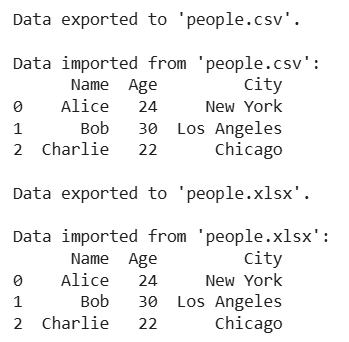 Data exported to 'people.csv'.
Data imported from 'people.csv':
Name Age City
0 Alice 24 New York
1 Bob 30 Los Angeles
2 Charlie 22 Chicago
Data exported to 'people.xlsx'.
Data imported from 'people.xlsx':
Name Age City
0 Alice 24 New York
1 Bob 30 Los Angeles
2 Charlie 22 Chicago